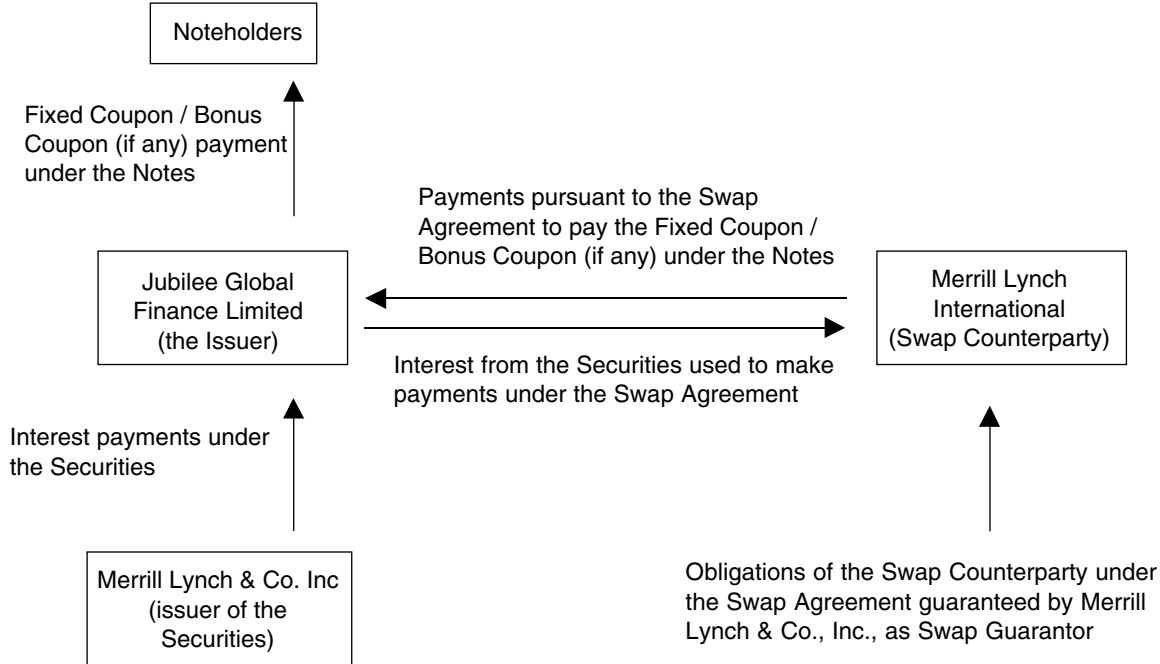 Noteholders
Fixed Coupon / Bonus
Coupon (if any) payment
under the Notes
Payments pursuant to the Swap
Agreement to pay the Fixed Coupon /
Bonus Coupon (if any) under the Notes
Jubilee Global
Finance Limited
(the Issuer)
Merrill Lynch
International
(Swap Counterparty)
Interest from the Securities used to make
payments under the Swap Agreement
Interest payments under
the Securities
Merrill Lynch & Co. Inc
(issuer of the
Securities)
Obligations of the Swap Counterparty under
the Swap Agreement guaranteed by Merrill
Lynch & Co., Inc., as Swap Guarantor